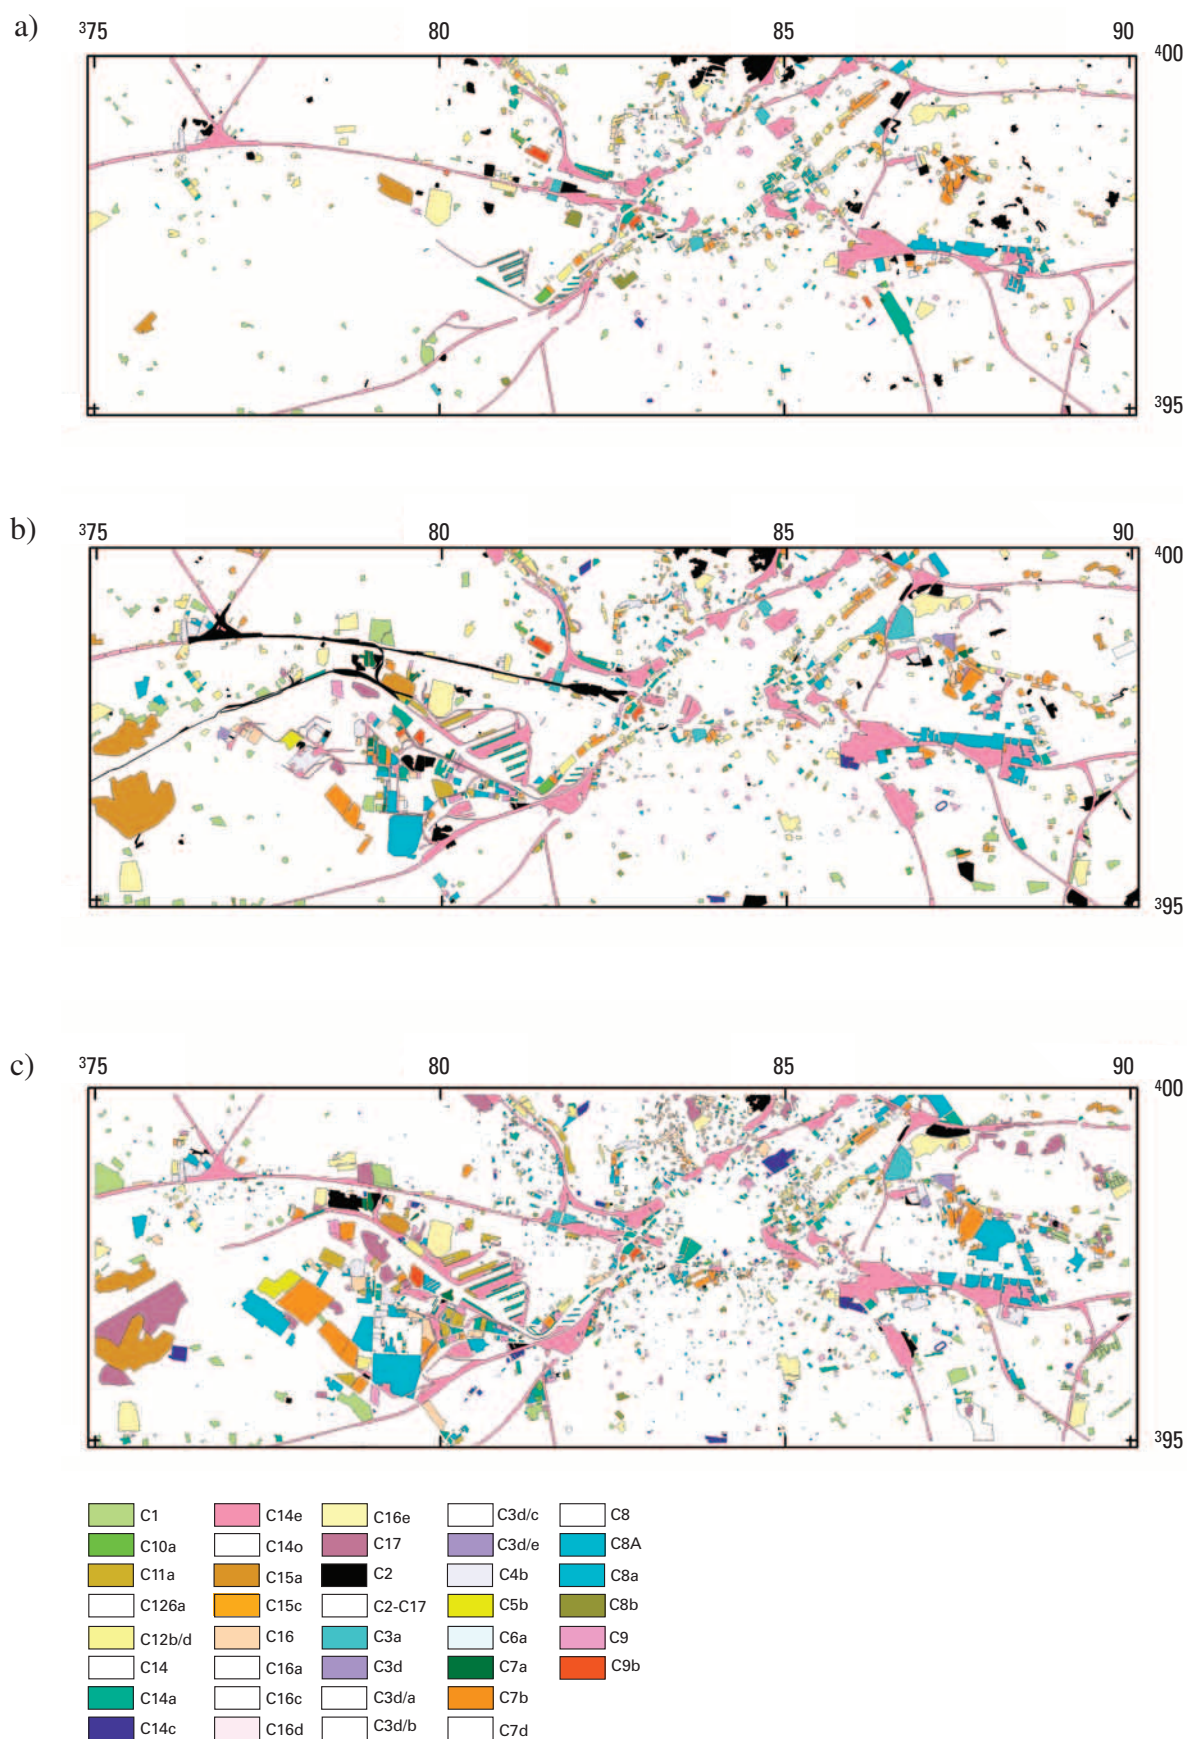 a)
375 80 85 90
400
395
b)
375 80 85 90
400
395
c)
375 80 85 90
400
395
C1 C14e C16e C3d/c C8
C10a C14o C17 C3d/e C8A
C11a C15a C2 C4b C8a
C126a C15c C2-C17 C5b C8b
C12b/d C16 C3a C6a C9
C14 C16a C3d C7a C9b
C14a C16c C3d/a C7b
C14c C16d C3d/b C7d